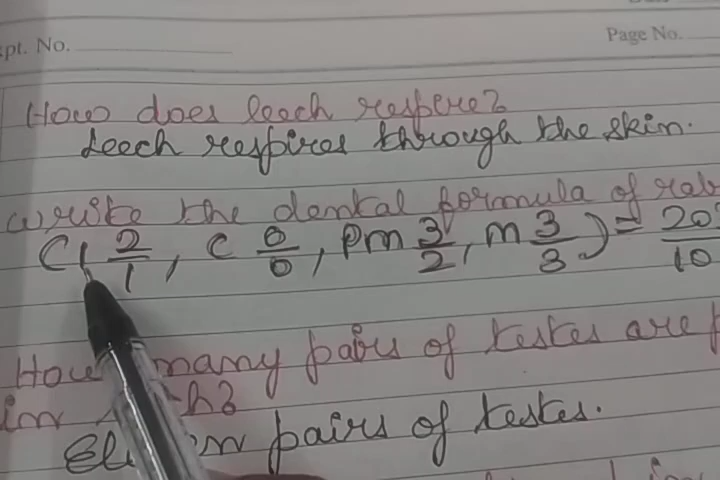 pt. No.
Page No.
How does leech respire?
Leech respires through the skin.
write the dental formula of rab
(I 2/1, C 0/0, Pm 3/2, m 3/3) = 20/10
How many pairs of testes are
in
pairs of testes.